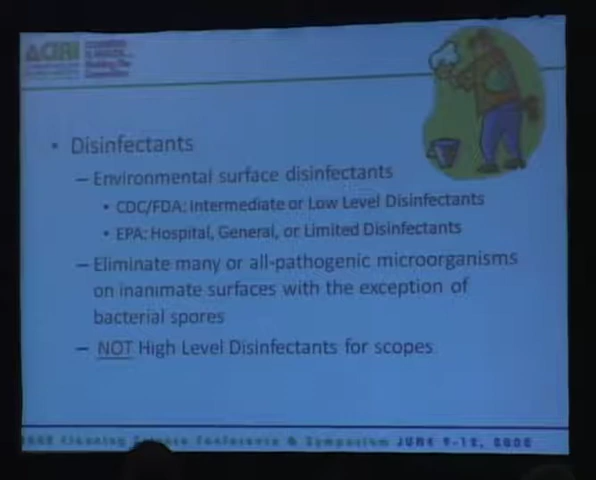 • Disinfectants
– Environmental surface disinfectants
• CDC/FDA: Intermediate or Low Level Disinfectants
• EPA: Hospital, General, or Limited Disinfectants
– Eliminate many or all-pathogenic microorganisms
on inanimate surfaces with the exception of
bacterial spores
– NOT High Level Disinfectants for scopes
Cleaning Science Conference & Symposium JUNE